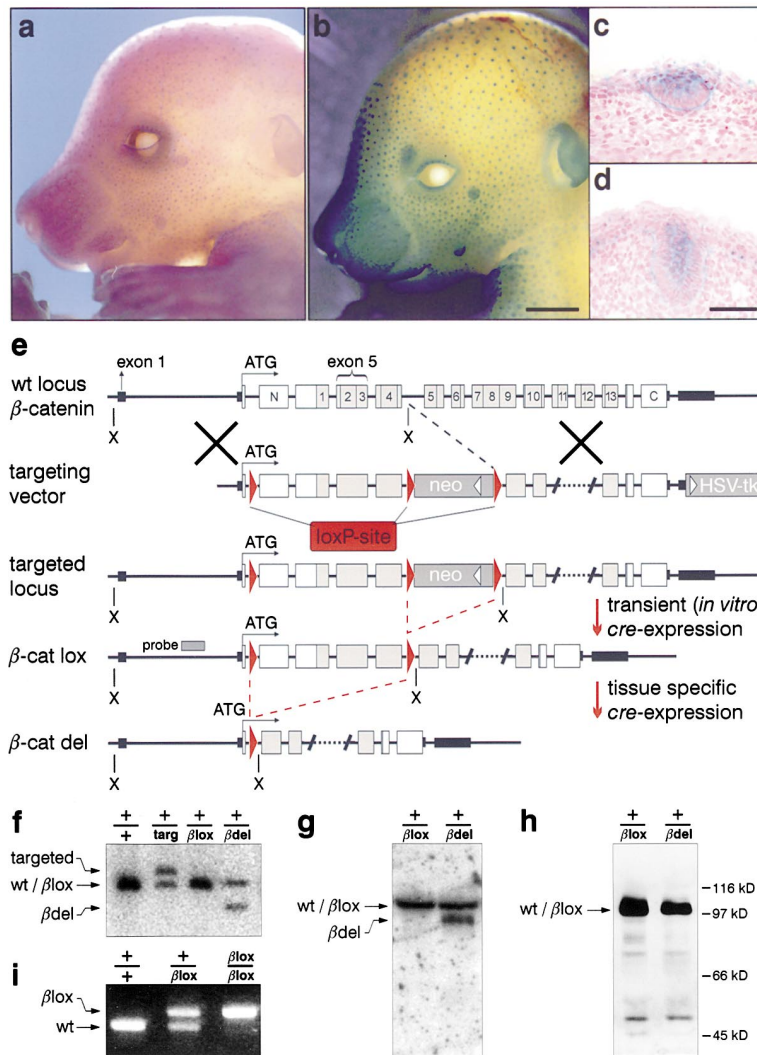 a
b
c
d
e
exon 1
ATG
exon 5
wt locus
β-catenin
N
1
2
3
4
5
6
7
8
9
10
11
12
13
C
X
X
targeting
vector
ATG
neo
HSV-tk
loxP-site
targeted
locus
ATG
neo
X
X
transient (in vitro)
cre-expression
probe
ATG
β-cat lox
X
X
tissue specific
cre-expression
ATG
β-cat del
X
X
f
+ + + +
+ targ βlox βdel
targeted
wt / βlox
βdel
g
+ +
βlox βdel
wt / βlox
βdel
h
+ +
βlox βdel
wt / βlox
116 kD
97 kD
66 kD
45 kD
i
+ + βlox
+ βlox βlox
βlox
wt